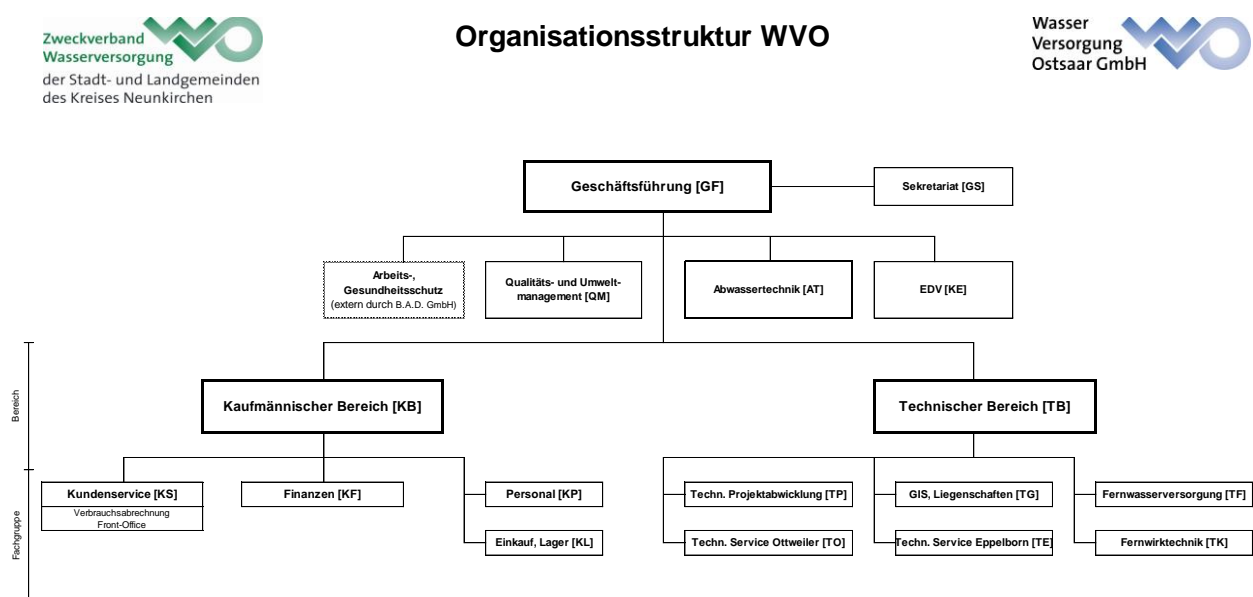 Zweckverband
Wasserversorgung
der Stadt- und Landgemeinden
des Kreises Neunkirchen
Organisationsstruktur WVO
Wasser
Versorgung
Ostsaar GmbH
Geschäftsführung [GF]
Sekretariat [GS]
Arbeits-,
Gesundheitsschutz
(extern durch B.A.D. GmbH)
Qualitäts- und Umwelt-
management [QM]
Abwassertechnik [AT]
EDV [KE]
Bereich
Kaufmännischer Bereich [KB]
Technischer Bereich [TB]
Fachgruppe
Kundenservice [KS]
Verbrauchsabrechnung
Front-Office
Finanzen [KF]
Personal [KP]
Einkauf, Lager [KL]
Techn. Projektabwicklung [TP]
GIS, Liegenschaften [TG]
Fernwasserversorgung [TF]
Techn. Service Ottweiler [TO]
Techn. Service Eppelborn [TE]
Fernwirktechnik [TK]